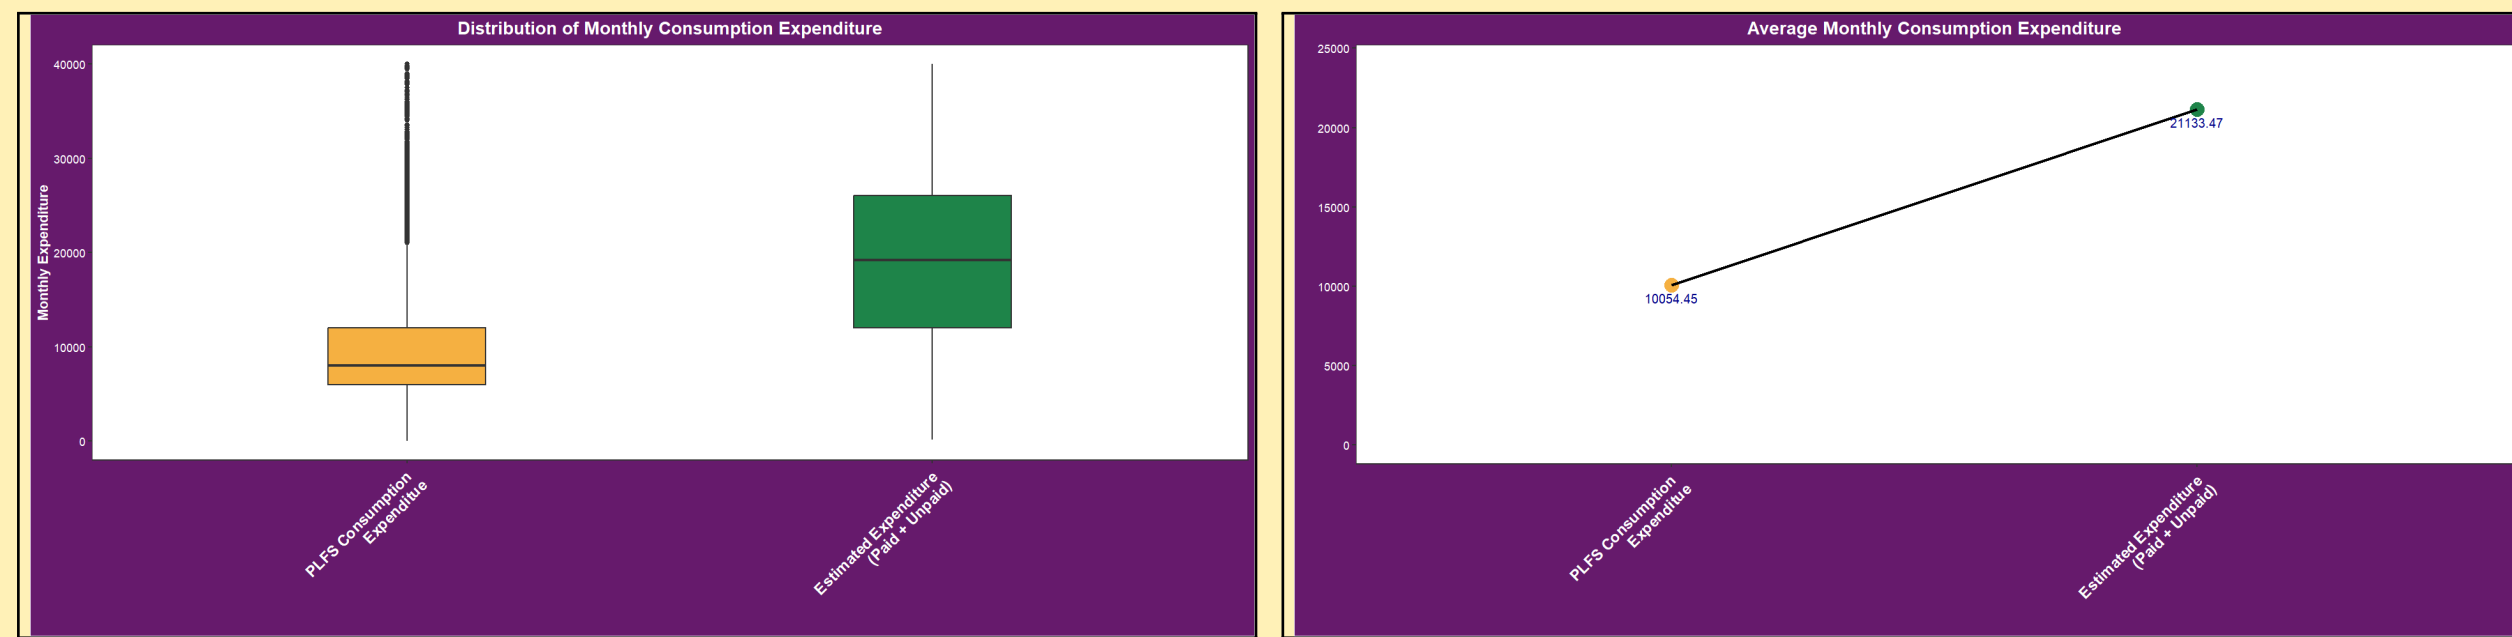 Distribution of Monthly Consumption Expenditure
Monthly Expenditure
40000
30000
20000
10000
0
PLFS Consumption
Expenditue
Estimated Expenditure
(Paid + Unpaid)
Average Monthly Consumption Expenditure
25000
20000
15000
10000
5000
0
21133.47
10054.45
PLFS Consumption
Expenditue
Estimated Expenditure
(Paid + Unpaid)